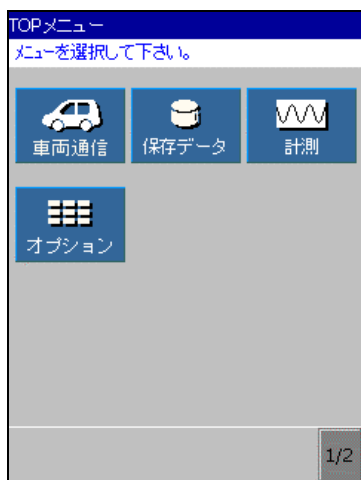 TOPメニュー
メニューを選択して下さい。
車両通信
保存データ
計測
オプション
1/2